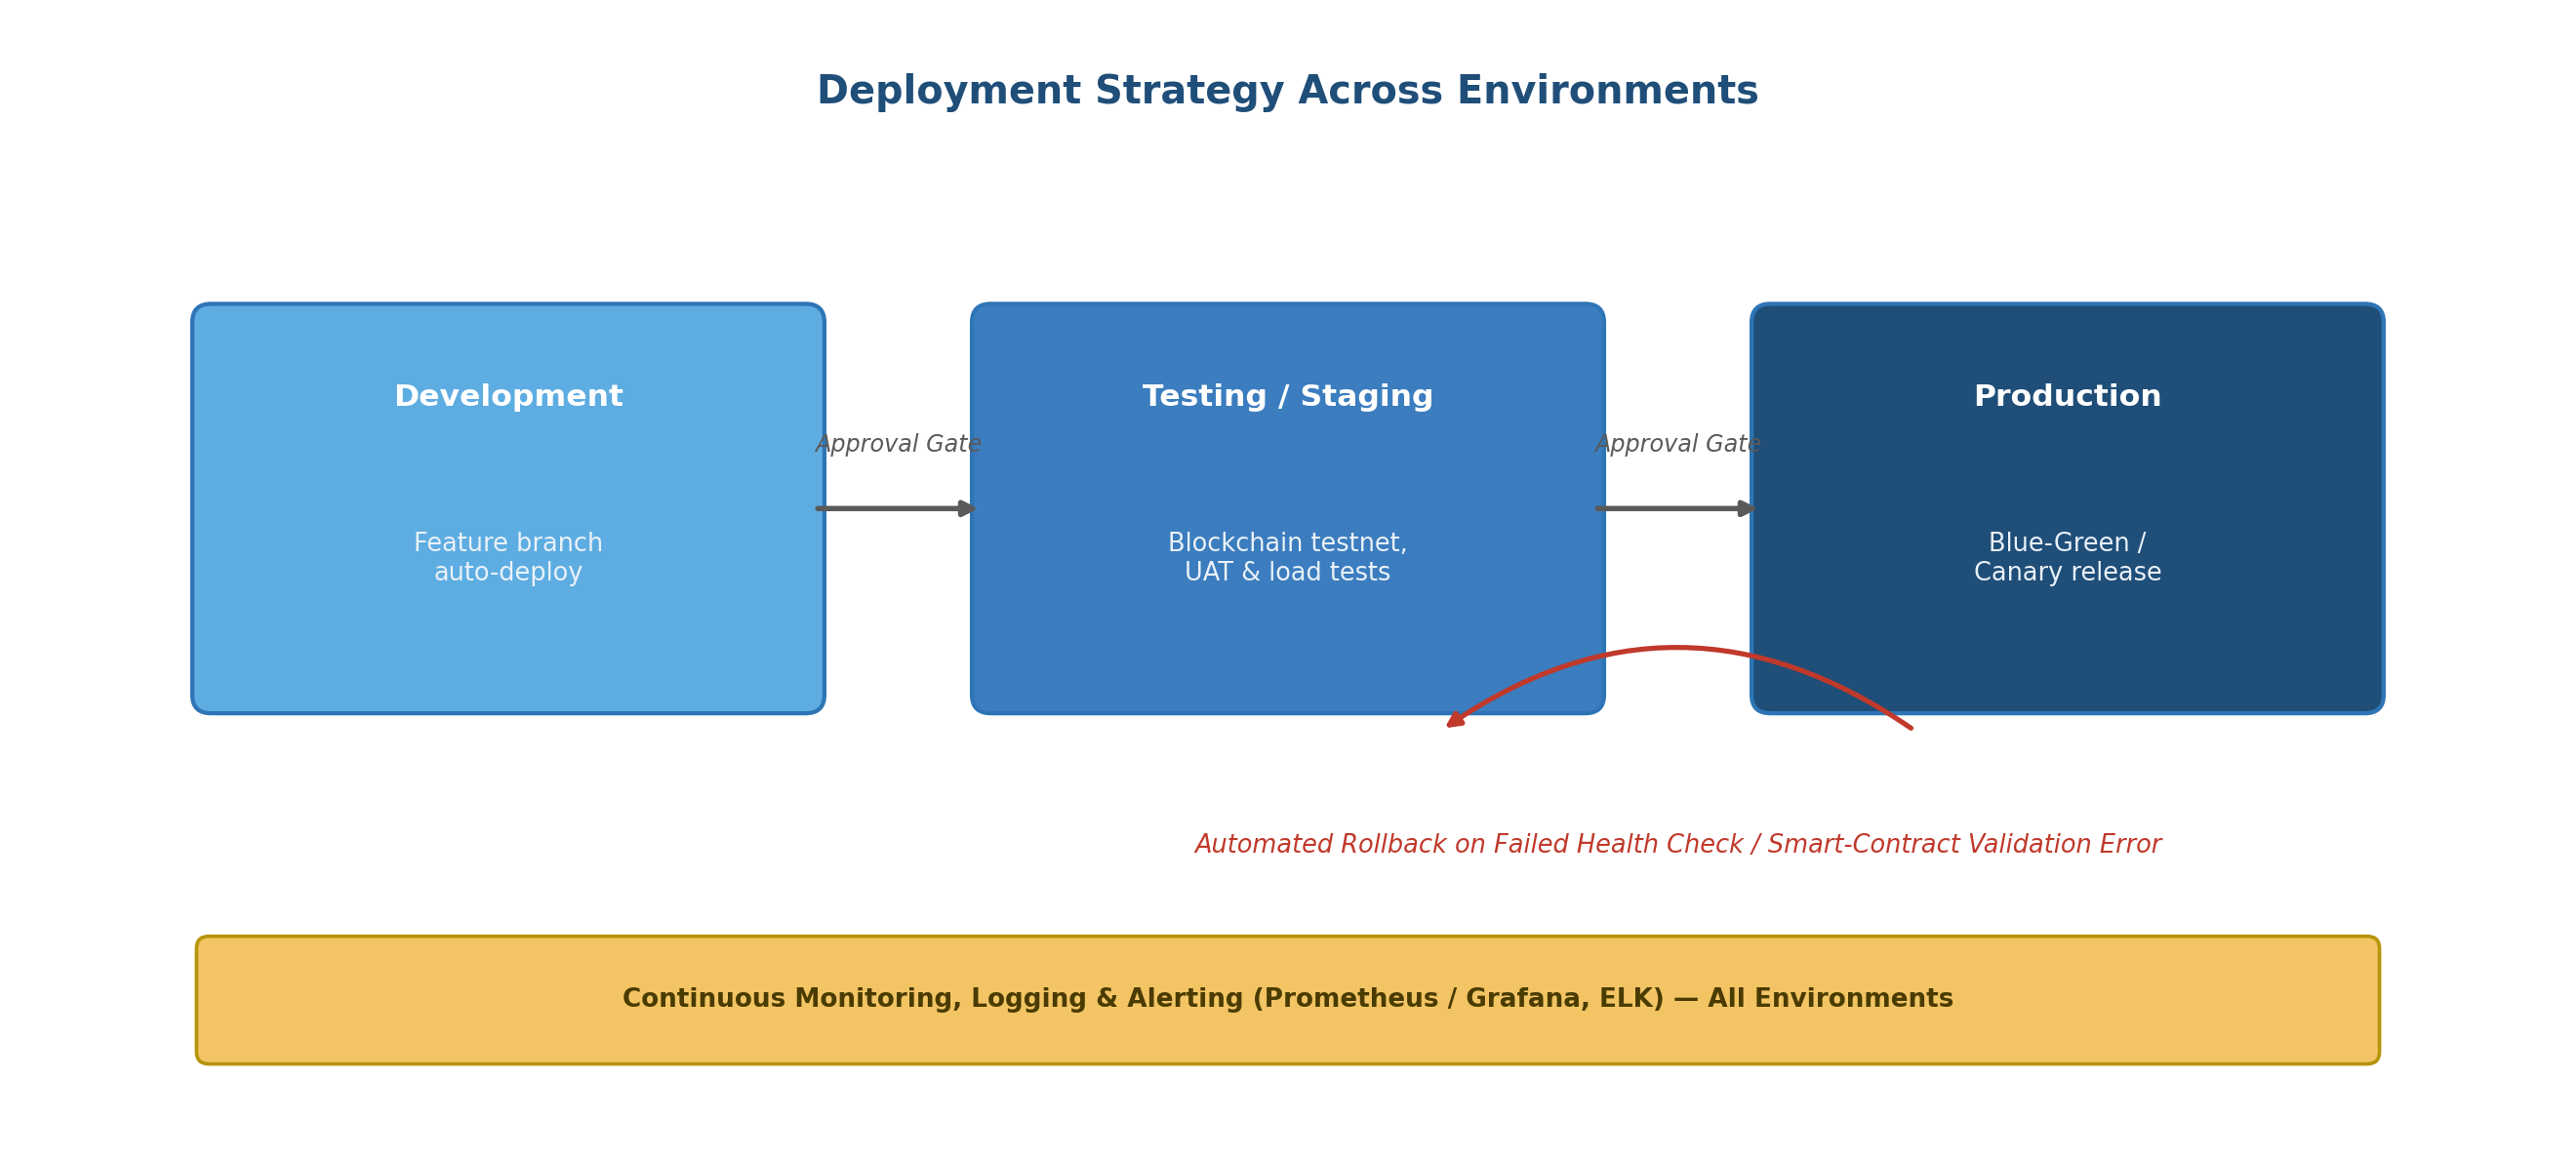 Deployment Strategy Across Environments
Development
Feature branch
auto-deploy
Approval Gate
Testing / Staging
Blockchain testnet,
UAT & load tests
Approval Gate
Production
Blue-Green /
Canary release
Automated Rollback on Failed Health Check / Smart-Contract Validation Error
Continuous Monitoring, Logging & Alerting (Prometheus / Grafana, ELK) — All Environments